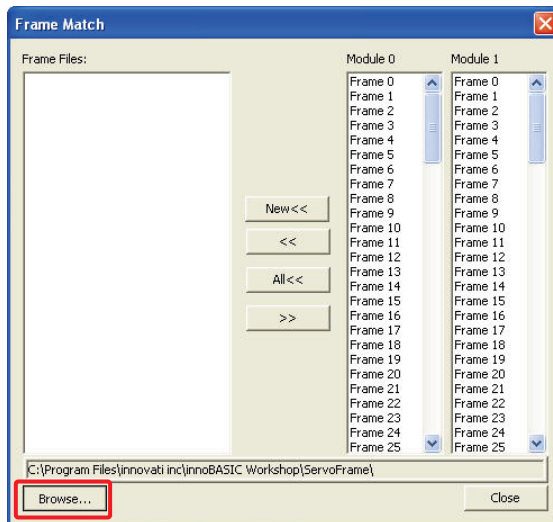 Frame Match
Frame Files:
Module 0
Module 1
Frame 0
Frame 1
Frame 2
Frame 3
Frame 4
Frame 5
Frame 6
Frame 7
Frame 8
Frame 9
Frame 10
Frame 11
Frame 12
Frame 13
Frame 14
Frame 15
Frame 16
Frame 17
Frame 18
Frame 19
Frame 20
Frame 21
Frame 22
Frame 23
Frame 24
Frame 25
Frame 0
Frame 1
Frame 2
Frame 3
Frame 4
Frame 5
Frame 6
Frame 7
Frame 8
Frame 9
Frame 10
Frame 11
Frame 12
Frame 13
Frame 14
Frame 15
Frame 16
Frame 17
Frame 18
Frame 19
Frame 20
Frame 21
Frame 22
Frame 23
Frame 24
Frame 25
New<<
<<
All<<
>>
C:\Program Files\innovati inc\innoBASIC Workshop\ServoFrame\
Browse...
Close